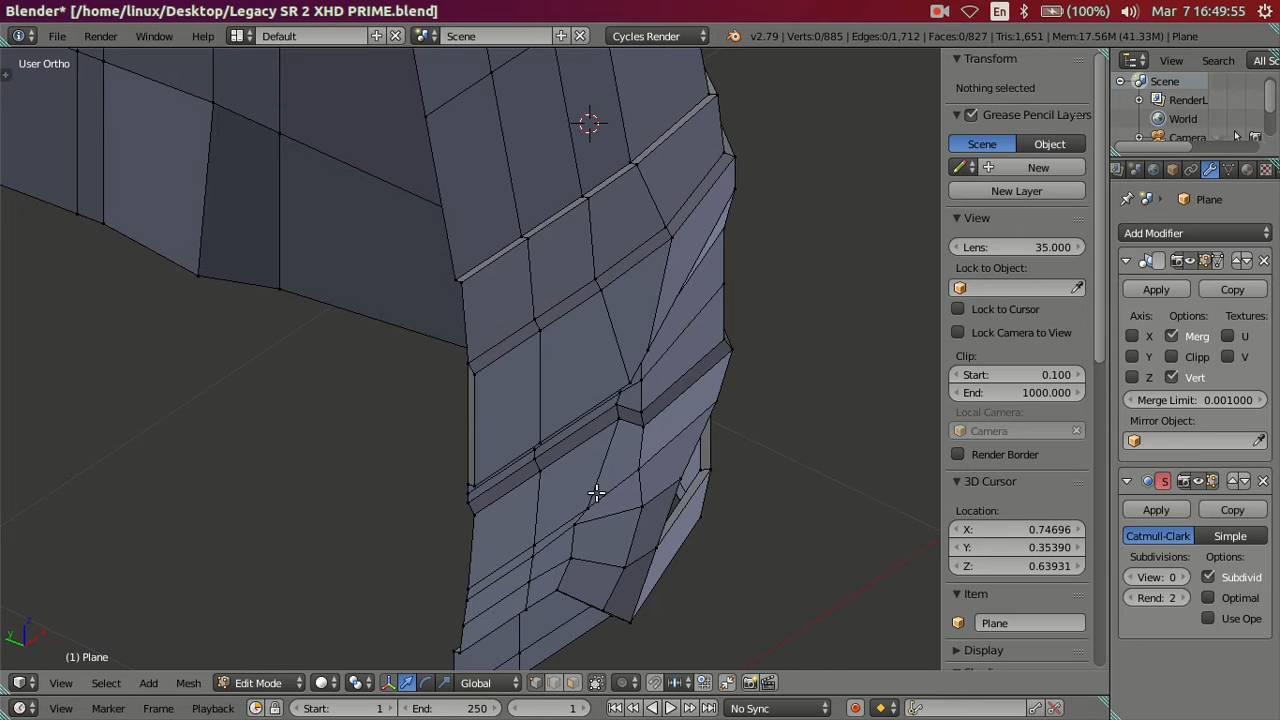 Blender* [/home/linux/Desktop/Legacy SR 2 XHD PRIME.blend]
En
(100%)
Mar 7 16:49:55
File
Render
Window
Help
Default
Scene
Cycles Render
v2.79 | Verts:0/885 | Edges:0/1,712 | Faces:0/827 | Tris:1,651 | Mem:17.56M (41.33M) | Plane
User Ortho
Transform
Nothing selected
Grease Pencil Layers
Scene
Object
New
New Layer
View
Lens:
35.000
Lock to Object:
Lock to Cursor
Lock Camera to View
Clip:
Start:
0.100
End:
1000.000
Local Camera:
Camera
Render Border
3D Cursor
Location:
X:
0.74696
Y:
0.35390
Z:
0.63931
Item
Plane
Display
View
Search
All Sc
Scene
RenderL
World
Camera
Plane
Add Modifier
Apply
Copy
Axis:
Options:
Textures:
X
Merg
U
Y
Clipp
V
Z
Vert
Merge Limit: 0.001000
Mirror Object:
S
Apply
Copy
Catmull-Clark
Simple
Subdivisions:
Options:
View: 0
Subdivid
Rend: 2
Optimal
Use Ope
z
y
x
(1) Plane
View
Select
Add
Mesh
Edit Mode
Global
View
Marker
Frame
Playback
Start:
1
End:
250
1
No Sync